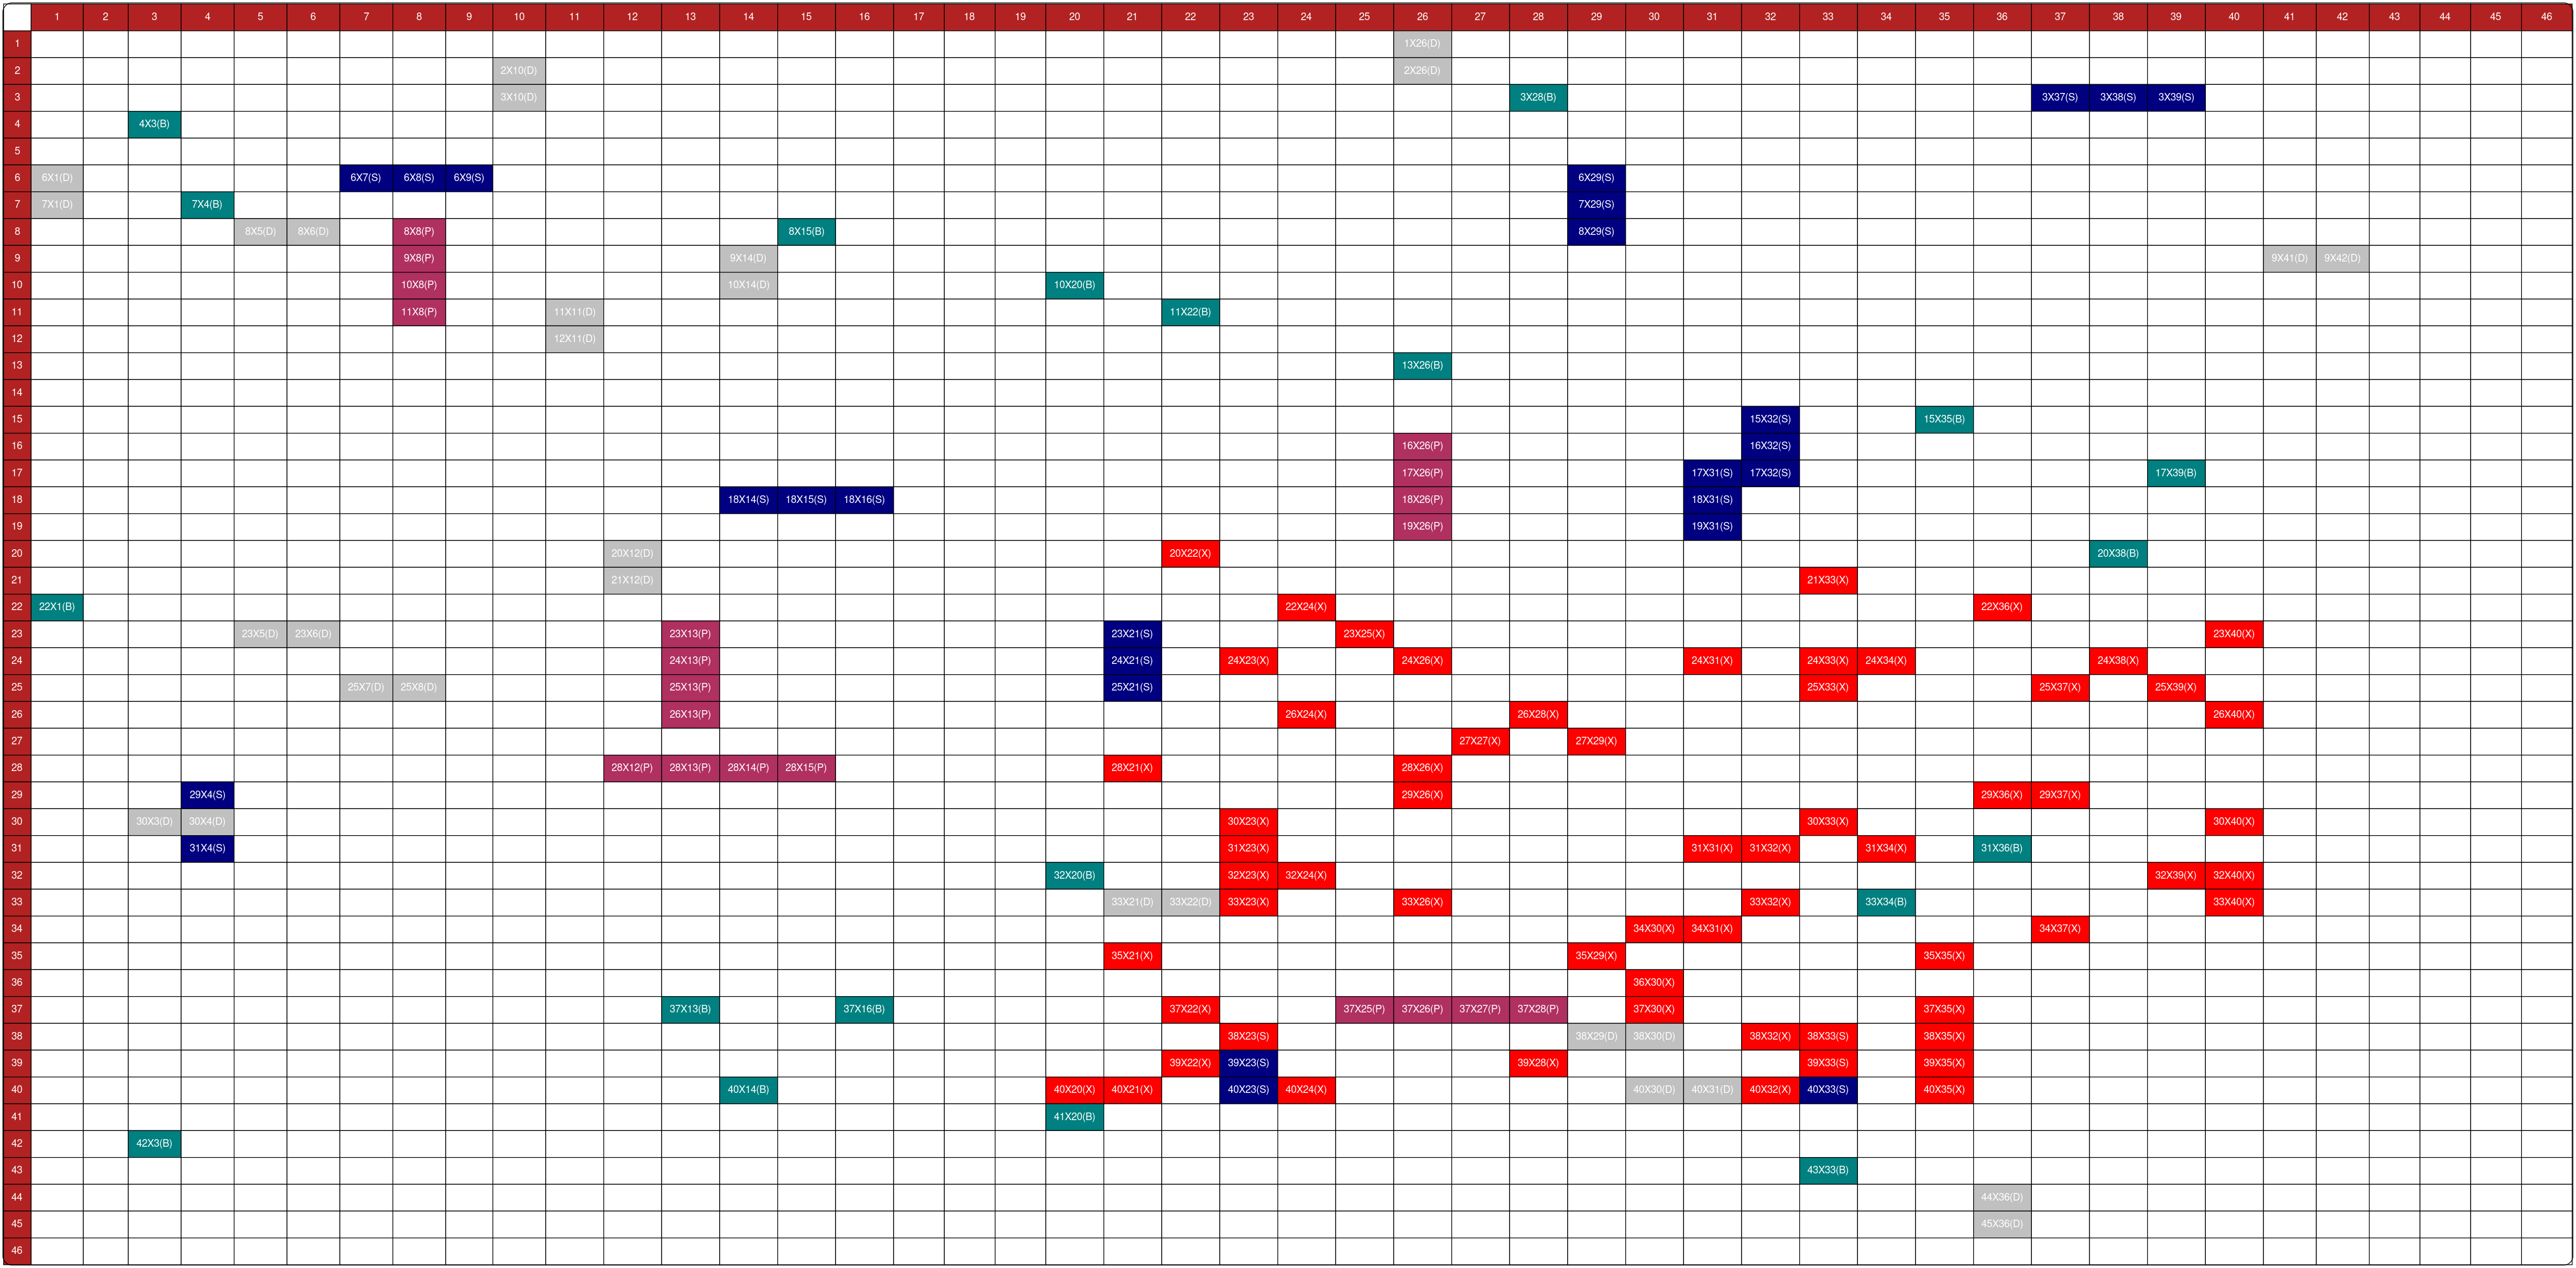 1 2 3 4 5 6 7 8 9 10 11 12 13 14 15 16 17 18 19 20 21 22 23 24 25 26 27 28 29 30 31 32 33 34 35 36 37 38 39 40 41 42 43 44 45 46
1 1X26(D)
2 2X10(D) 2X26(D)
3 3X10(D) 3X28(B) 3X37(S) 3X38(S) 3X39(S)
4 4X3(B)
5
6 6X1(D) 6X7(S) 6X8(S) 6X9(S) 6X29(S)
7 7X1(D) 7X4(B) 7X29(S)
8 8X5(D) 8X6(D) 8X8(P) 8X15(B) 8X29(S)
9 9X8(P) 9X14(D) 9X41(D) 9X42(D)
10 10X8(P) 10X14(D) 10X20(B)
11 11X8(P) 11X11(D) 11X22(B)
12 12X11(D)
13 13X26(B)
14
15 15X32(S) 15X35(B)
16 16X26(P) 16X32(S)
17 17X26(P) 17X31(S) 17X32(S) 17X39(B)
18 18X14(S) 18X15(S) 18X16(S) 18X26(P) 18X31(S)
19 19X26(P) 19X31(S)
20 20X12(D) 20X22(X) 20X38(B)
21 21X12(D) 21X33(X)
22 22X1(B) 22X24(X) 22X36(X)
23 23X5(D) 23X6(D) 23X13(P) 23X21(S) 23X25(X) 23X40(X)
24 24X13(P) 24X21(S) 24X23(X) 24X26(X) 24X31(X) 24X33(X) 24X34(X) 24X38(X)
25 25X7(D) 25X8(D) 25X13(P) 25X21(S) 25X33(X) 25X37(X) 25X39(X)
26 26X13(P) 26X24(X) 26X28(X) 26X40(X)
27 27X27(X) 27X29(X)
28 28X12(P) 28X13(P) 28X14(P) 28X15(P) 28X21(X) 28X26(X)
29 29X4(S) 29X26(X) 29X36(X) 29X37(X)
30 30X3(D) 30X4(D) 30X23(X) 30X33(X) 30X40(X)
31 31X4(S) 31X23(X) 31X31(X) 31X32(X) 31X34(X) 31X36(B)
32 32X20(B) 32X23(X) 32X24(X) 32X39(X) 32X40(X)
33 33X21(D) 33X22(D) 33X23(X) 33X26(X) 33X32(X) 33X34(B) 33X40(X)
34 34X30(X) 34X31(X) 34X37(X)
35 35X21(X) 35X29(X) 35X35(X)
36 36X30(X)
37 37X13(B) 37X16(B) 37X22(X) 37X25(P) 37X26(P) 37X27(P) 37X28(P) 37X30(X) 37X35(X)
38 38X23(S) 38X29(D) 38X30(D) 38X32(X) 38X33(S) 38X35(X)
39 39X22(X) 39X23(S) 39X28(X) 39X33(S) 39X35(X)
40 40X14(B) 40X20(X) 40X21(X) 40X23(S) 40X24(X) 40X30(D) 40X31(D) 40X32(X) 40X33(S) 40X35(X)
41 41X20(B)
42 42X3(B)
43 43X33(B)
44 44X36(D)
45 45X36(D)
46